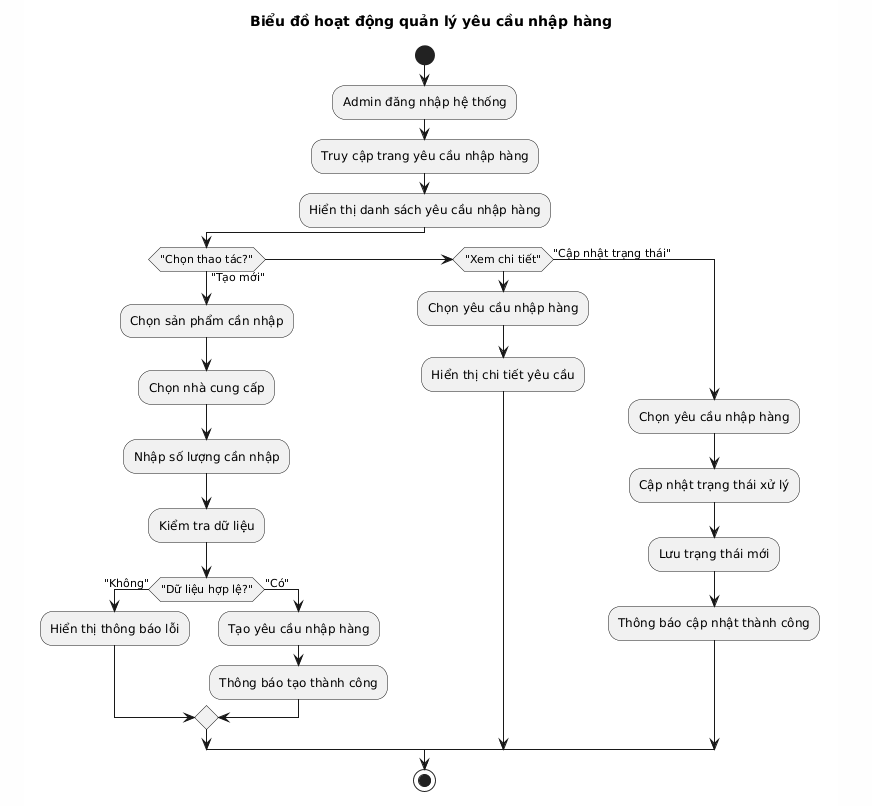 Biểu đồ hoạt động quản lý yêu cầu nhập hàng
Admin đăng nhập hệ thống
Truy cập trang yêu cầu nhập hàng
Hiển thị danh sách yêu cầu nhập hàng
"Chọn thao tác?"
"Tạo mới"
Chọn sản phẩm cần nhập
Chọn nhà cung cấp
Nhập số lượng cần nhập
Kiểm tra dữ liệu
"Dữ liệu hợp lệ?"
"Không"
Hiển thị thông báo lỗi
"Có"
Tạo yêu cầu nhập hàng
Thông báo tạo thành công
"Xem chi tiết"
Chọn yêu cầu nhập hàng
Hiển thị chi tiết yêu cầu
"Cập nhật trạng thái"
Chọn yêu cầu nhập hàng
Cập nhật trạng thái xử lý
Lưu trạng thái mới
Thông báo cập nhật thành công